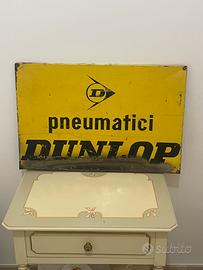 D
pneumatici
DUNLOP
subito